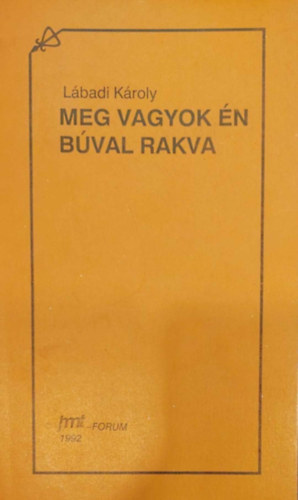 Lábadi Károly
MEG VAGYOK ÉN
BÚVAL RAKVA
FORUM
1992